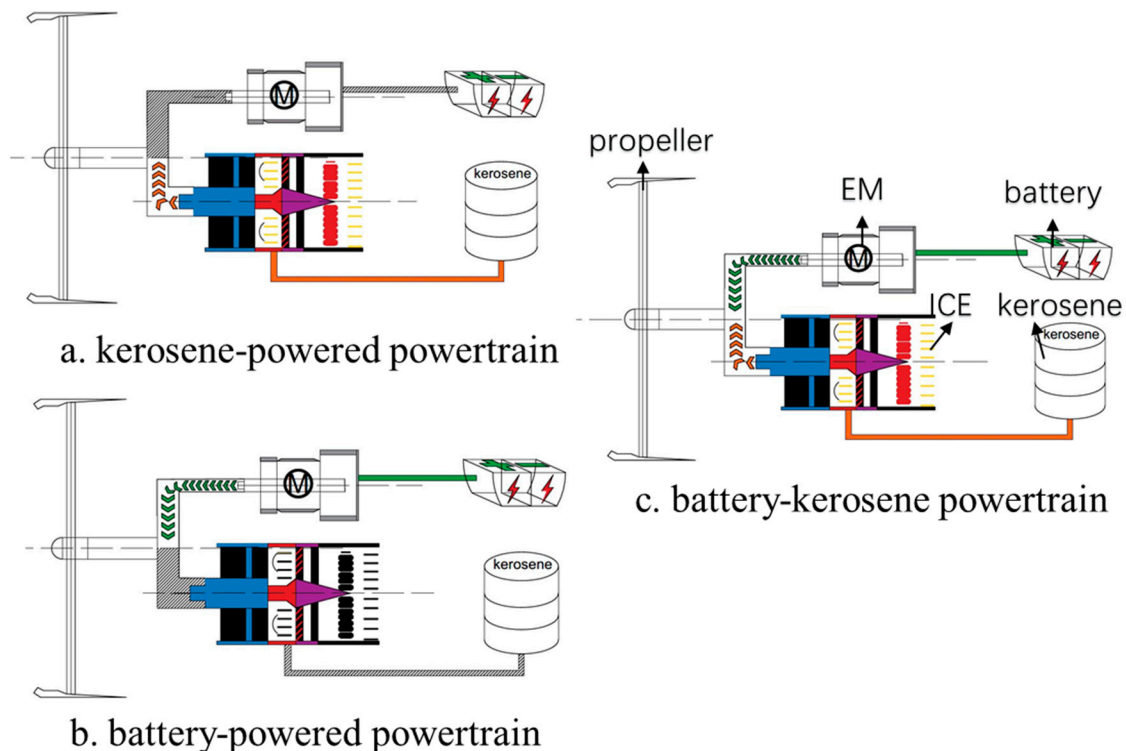 M
kerosene
a. kerosene-powered powertrain
M
kerosene
b. battery-powered powertrain
propeller
EM
battery
M
ICE
kerosene
kerosene
c. battery-kerosene powertrain